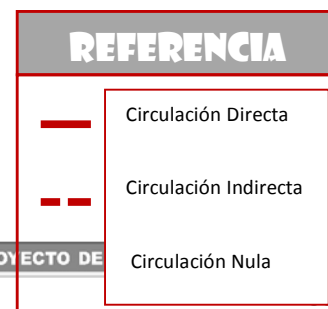 REFERENCIA
Circulación Directa
Circulación Indirecta
OYECTO DE
Circulación Nula